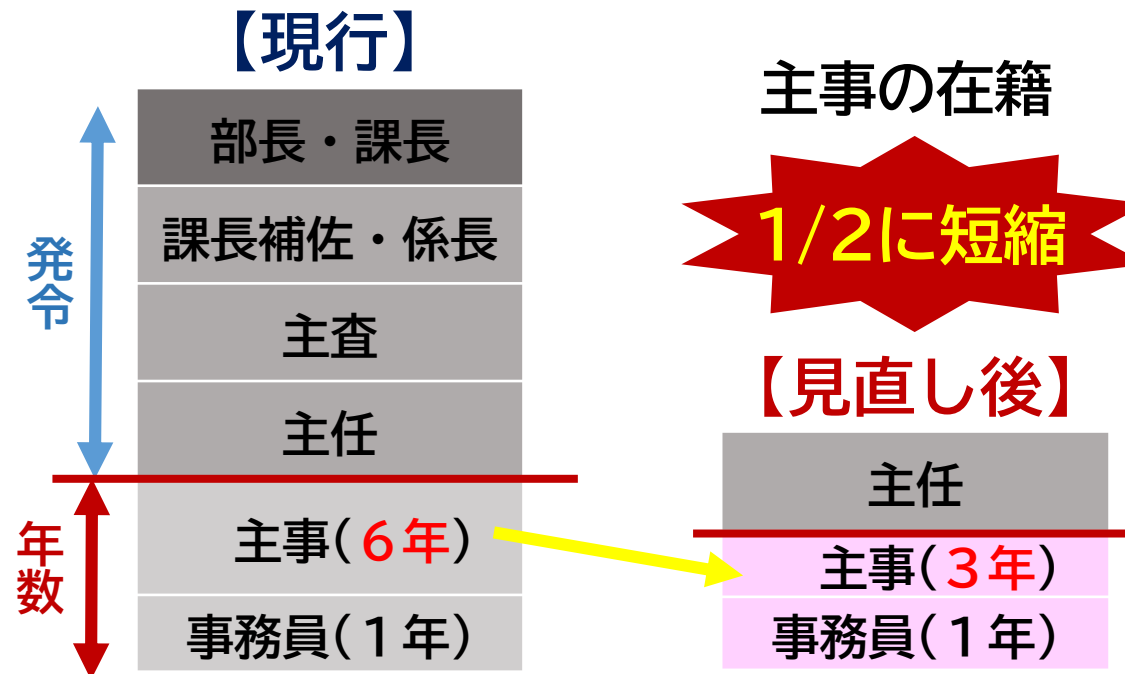 【現行】
部長・課長
課長補佐・係長
主査
主任
主事(6年)
事務員(1年)
発令
年数
主事の在籍
1/2に短縮
【見直し後】
主任
主事(3年)
事務員(1年)